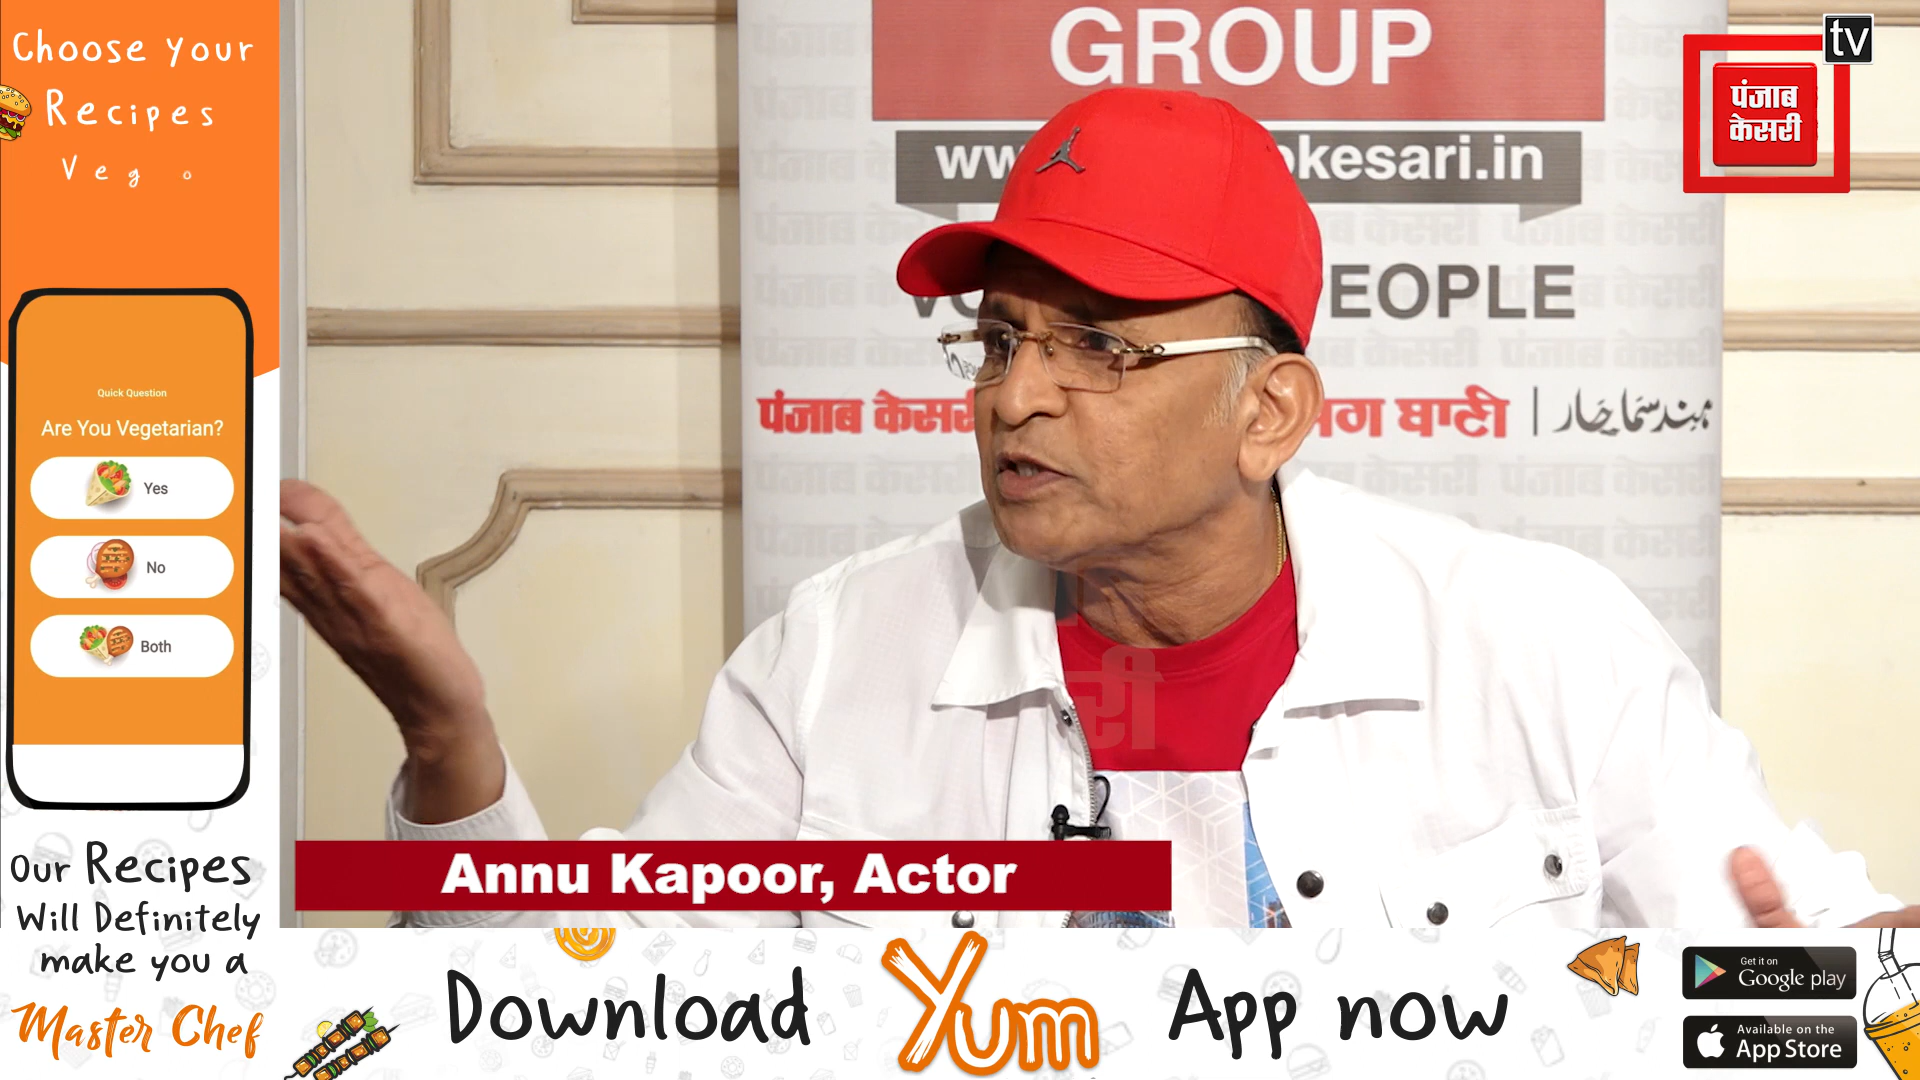 Choose Your
Recipes
Veg
Quick Question
Are You Vegetarian?
Yes
No
Both
Our Recipes
Will Definitely
make you a
Master Chef
GROUP
kesari.in
EOPLE
पंजाब
ਬਾਣੀ
ہند سماچار
tv
पंजाब
केसरी
Annu Kapoor, Actor
Download Yum App now
Get it on
Google play
Available on the
App Store